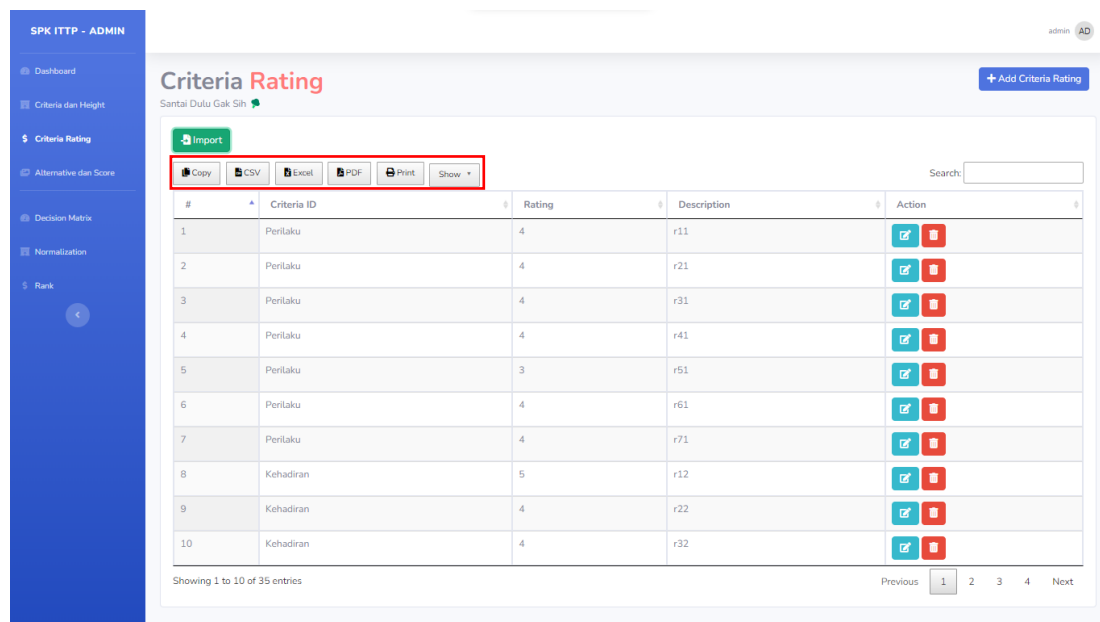 SPK ITTP - ADMIN
admin AD
Dashboard
Criteria dan Height
$ Criteria Rating
Alternative dan Score
Decision Matrix
Normalization
$ Rank
Criteria Rating
+ Add Criteria Rating
Santai Dulu Gak Sih
Import
Copy CSV Excel PDF Print Show
Search:
# Criteria ID Rating Description Action
1 Perilaku 4 r11
2 Perilaku 4 r21
3 Perilaku 4 r31
4 Perilaku 4 r41
5 Perilaku 3 r51
6 Perilaku 4 r61
7 Perilaku 4 r71
8 Kehadiran 5 r12
9 Kehadiran 4 r22
10 Kehadiran 4 r32
Showing 1 to 10 of 35 entries
Previous 1 2 3 4 Next